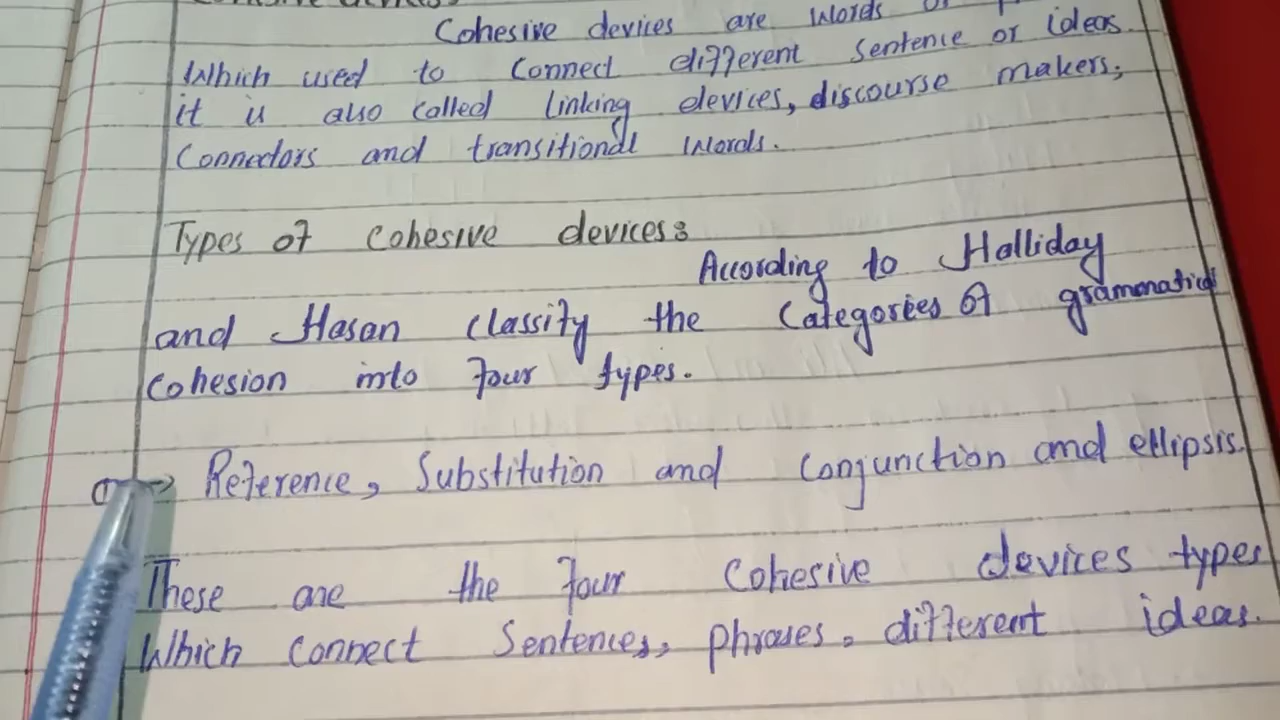 Cohesive devices are words or
Which used to connect different sentence or ideas.
it is also called linking devices, discourse makers,
Connectors and transitional words.
Types of cohesive devices:
According to Halliday
and Hasan classify the categories of grammatical
cohesion into four types.
Reference, Substitution and conjunction and ellipsis.
These are the four cohesive devices types
Which connect sentences, phrases, different ideas.